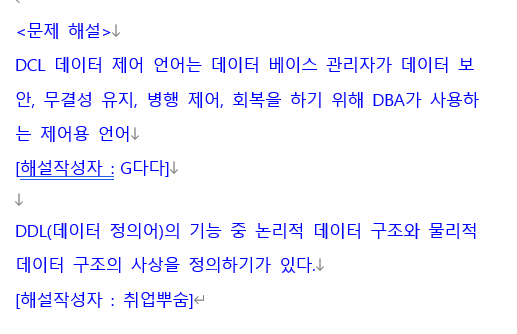 <문제 해설>↓
DCL 데이터 제어 언어는 데이터 베이스 관리자가 데이터 보
안, 무결성 유지, 병행 제어, 회복을 하기 위해 DBA가 사용하
는 제어용 언어↓
[해설작성자 : G다다]↓
↓
DDL(데이터 정의어)의 기능 중 논리적 데이터 구조와 물리적
데이터 구조의 사상을 정의하기가 있다.↓
[해설작성자 : 취업뿌숨]↵